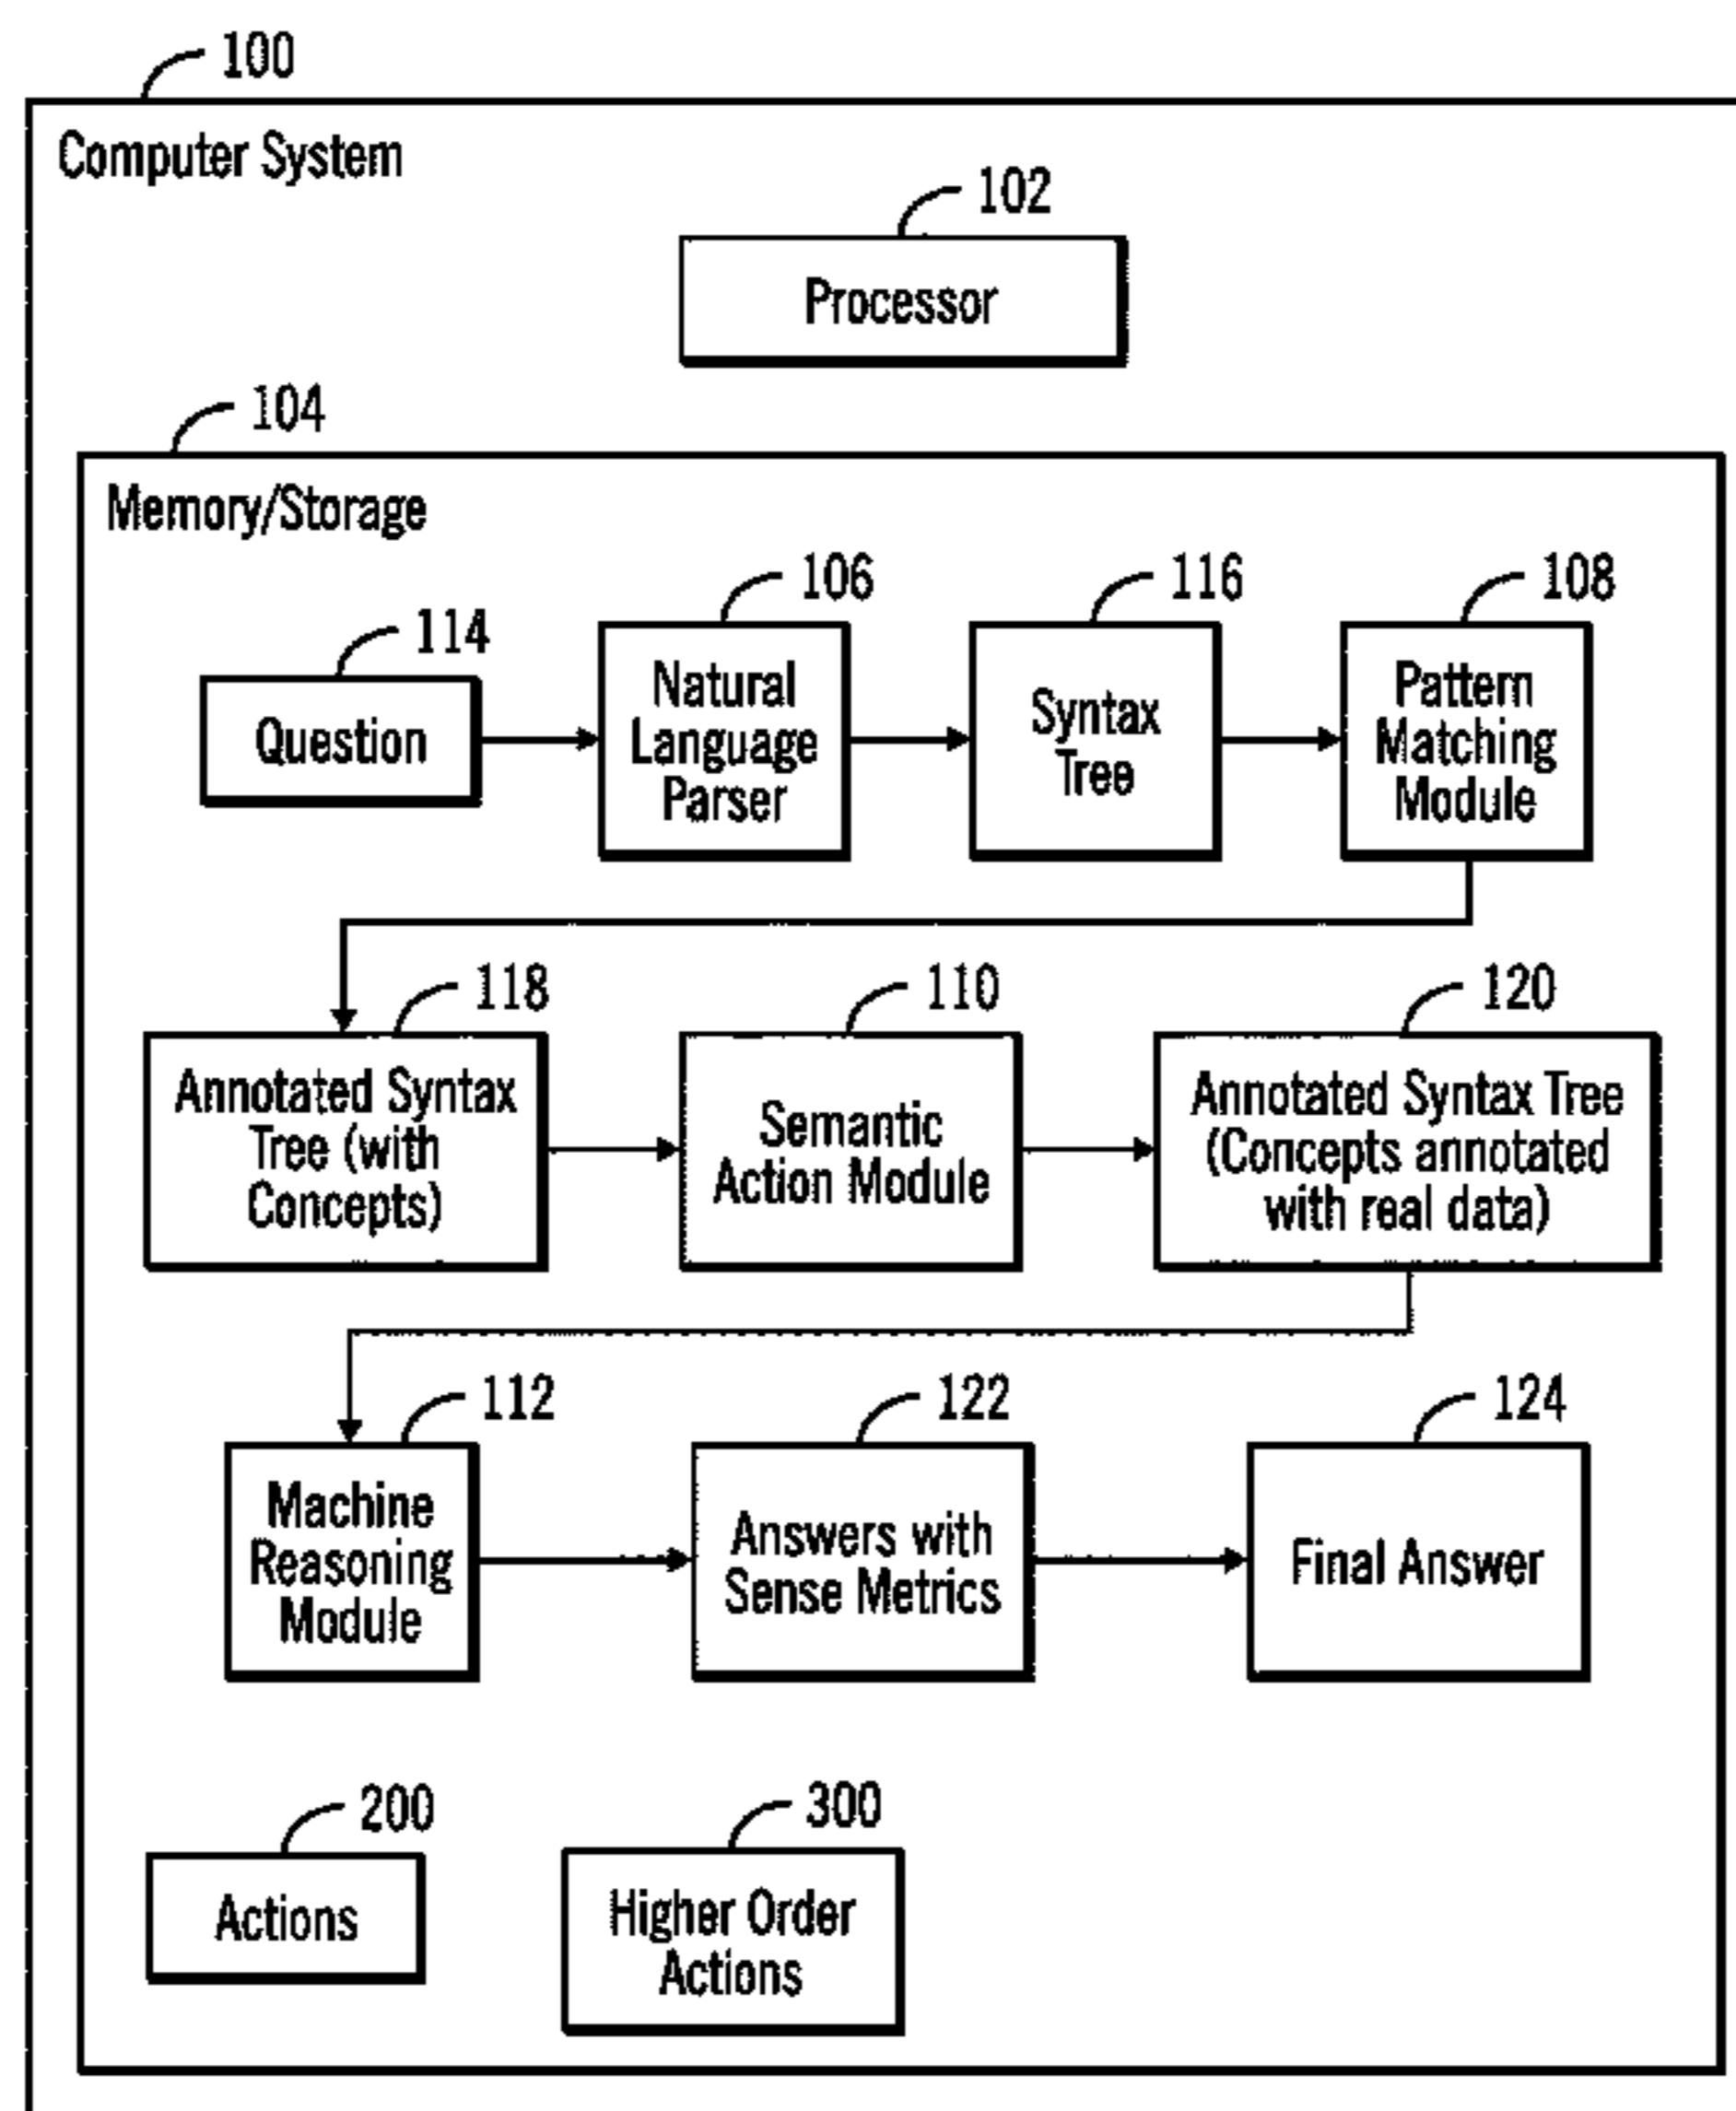 100
Computer System
102
Processor
104
Memory/Storage
114
Question
106
Natural
Language
Parser
116
Syntax
Tree
108
Pattern
Matching
Module
118
Annotated Syntax
Tree (with
Concepts)
110
Semantic
Action Module
120
Annotated Syntax Tree
(Concepts annotated
with real data)
112
Machine
Reasoning
Module
122
Answers with
Sense Metrics
124
Final Answer
200
Actions
300
Higher Order
Actions